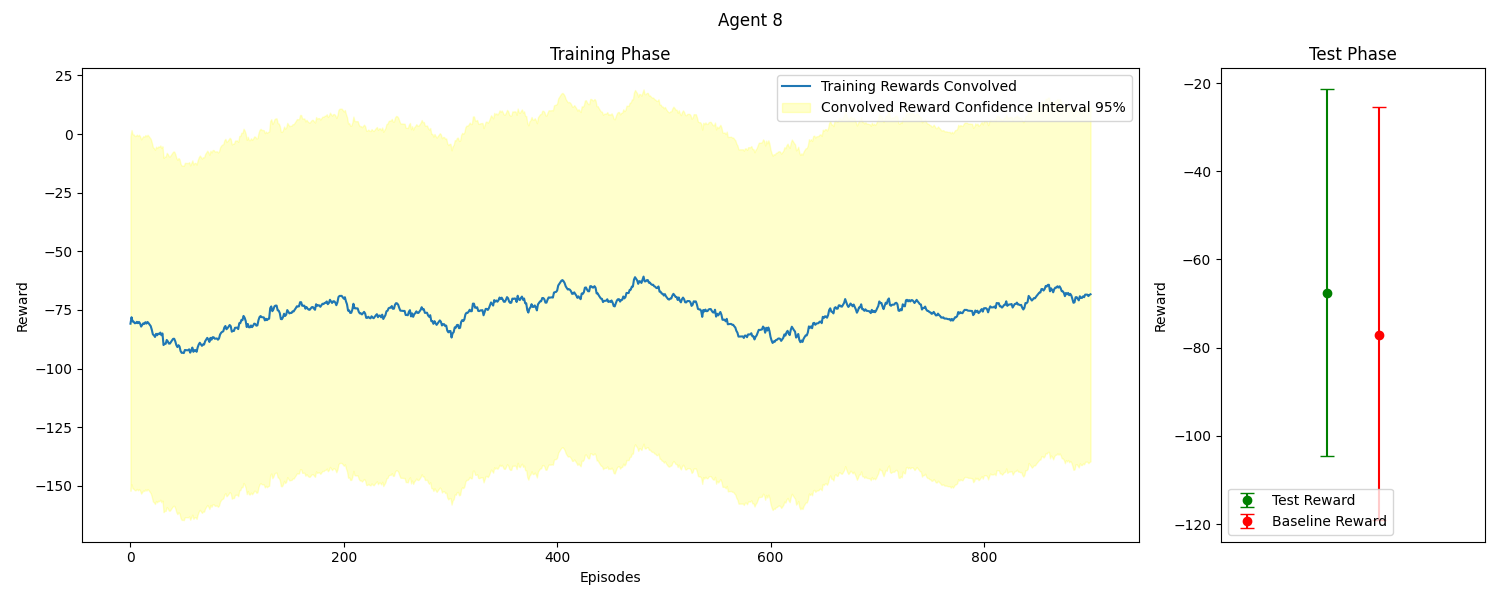 Agent 8
Training Phase
25
0
−25
−50
−75
−100
−125
−150
Reward
0
200
400
600
800
Episodes
Training Rewards Convolved
Convolved Reward Confidence Interval 95%
Test Phase
−20
−40
−60
−80
−100
−120
Reward
Test Reward
Baseline Reward